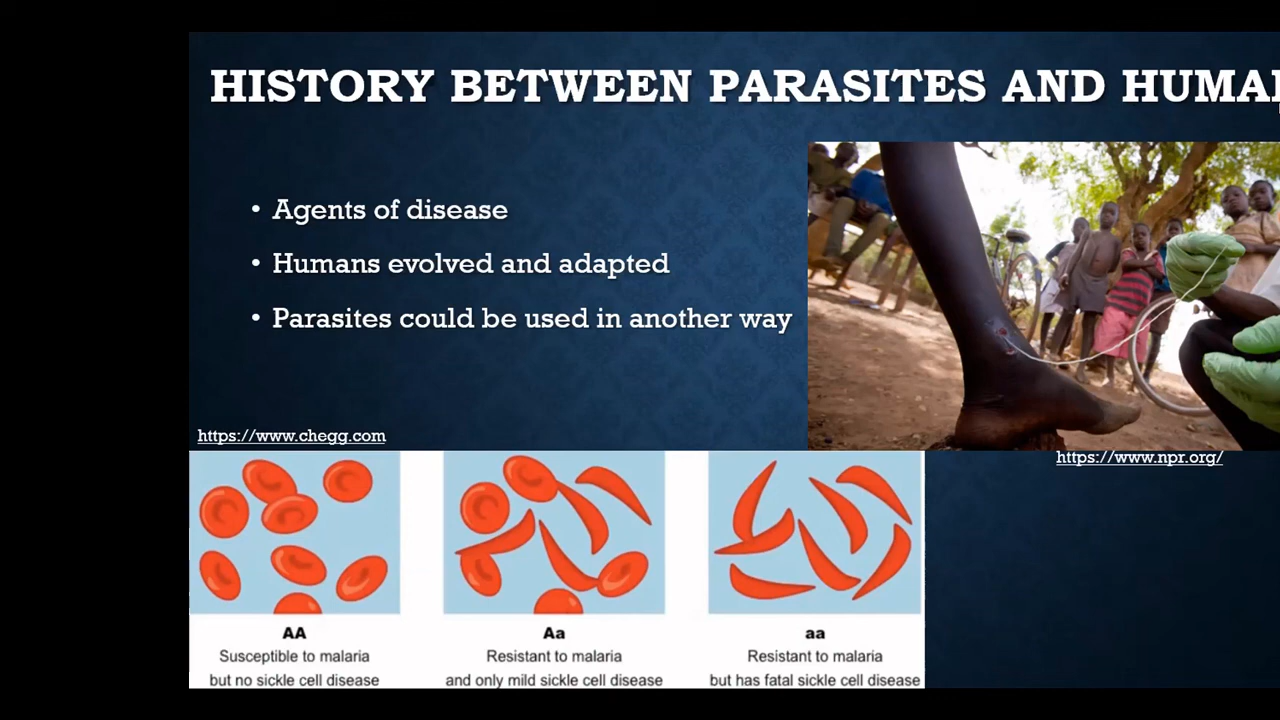 HISTORY BETWEEN PARASITES AND HUMA
• Agents of disease
• Humans evolved and adapted
• Parasites could be used in another way
https://www.chegg.com
https://www.npr.org/
AA
Susceptible to malaria
but no sickle cell disease
Aa
Resistant to malaria
and only mild sickle cell disease
aa
Resistant to malaria
but has fatal sickle cell disease